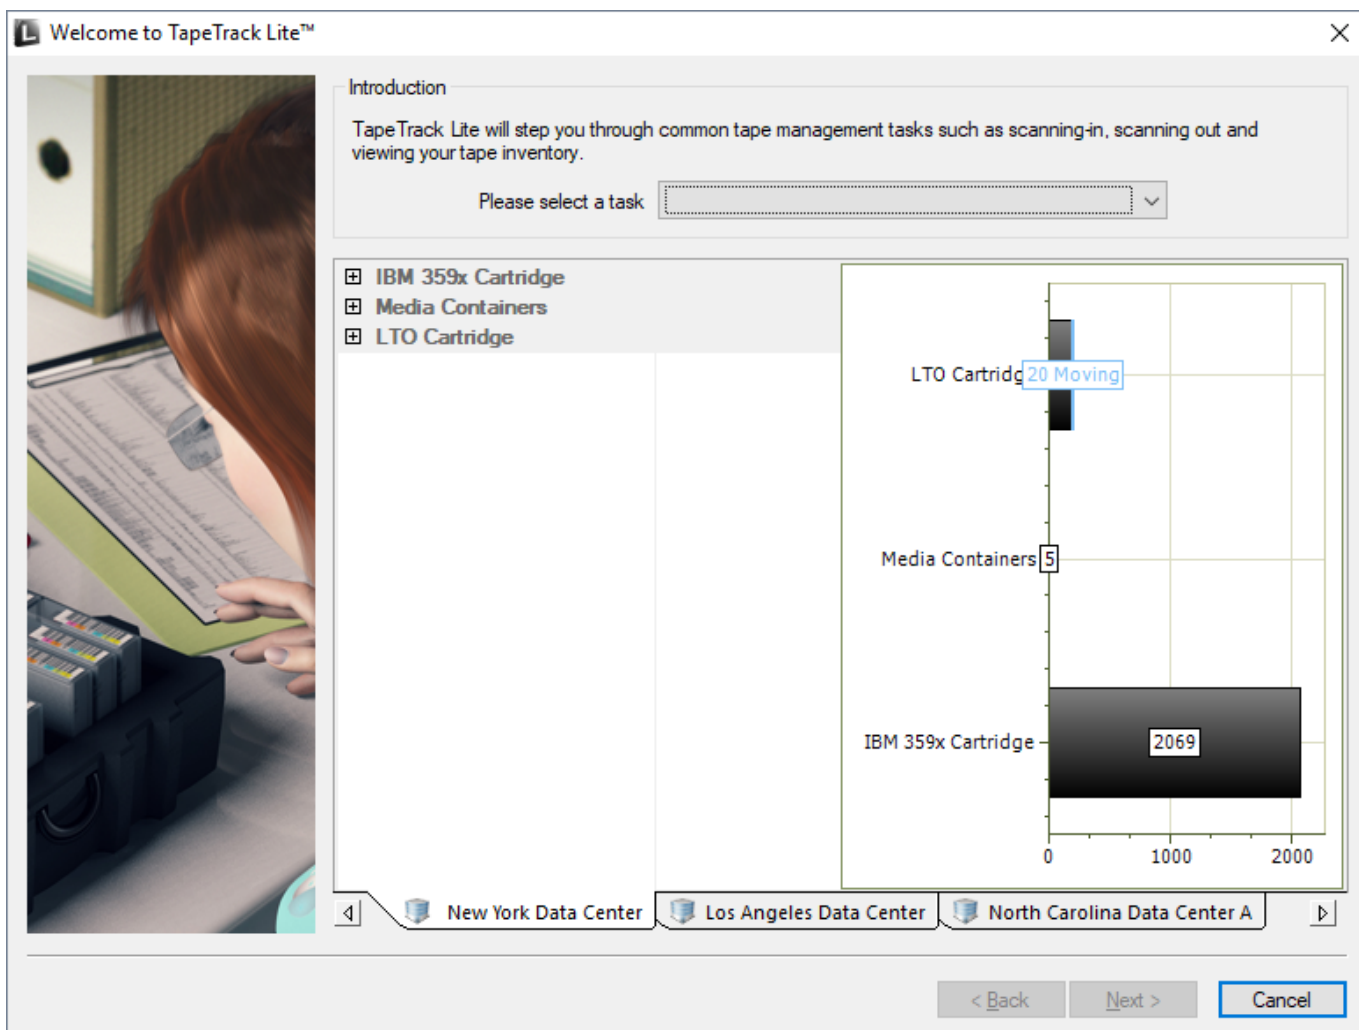 Welcome to TapeTrack Lite™
Introduction
TapeTrack Lite will step you through common tape management tasks such as scanning-in, scanning out and
viewing your tape inventory.
Please select a task
IBM 359x Cartridge
Media Containers
LTO Cartridge
LTO Cartridg
20 Moving
Media Containers
5
IBM 359x Cartridge
2069
0 1000 2000
New York Data Center
Los Angeles Data Center
North Carolina Data Center A
< Back
Next >
Cancel